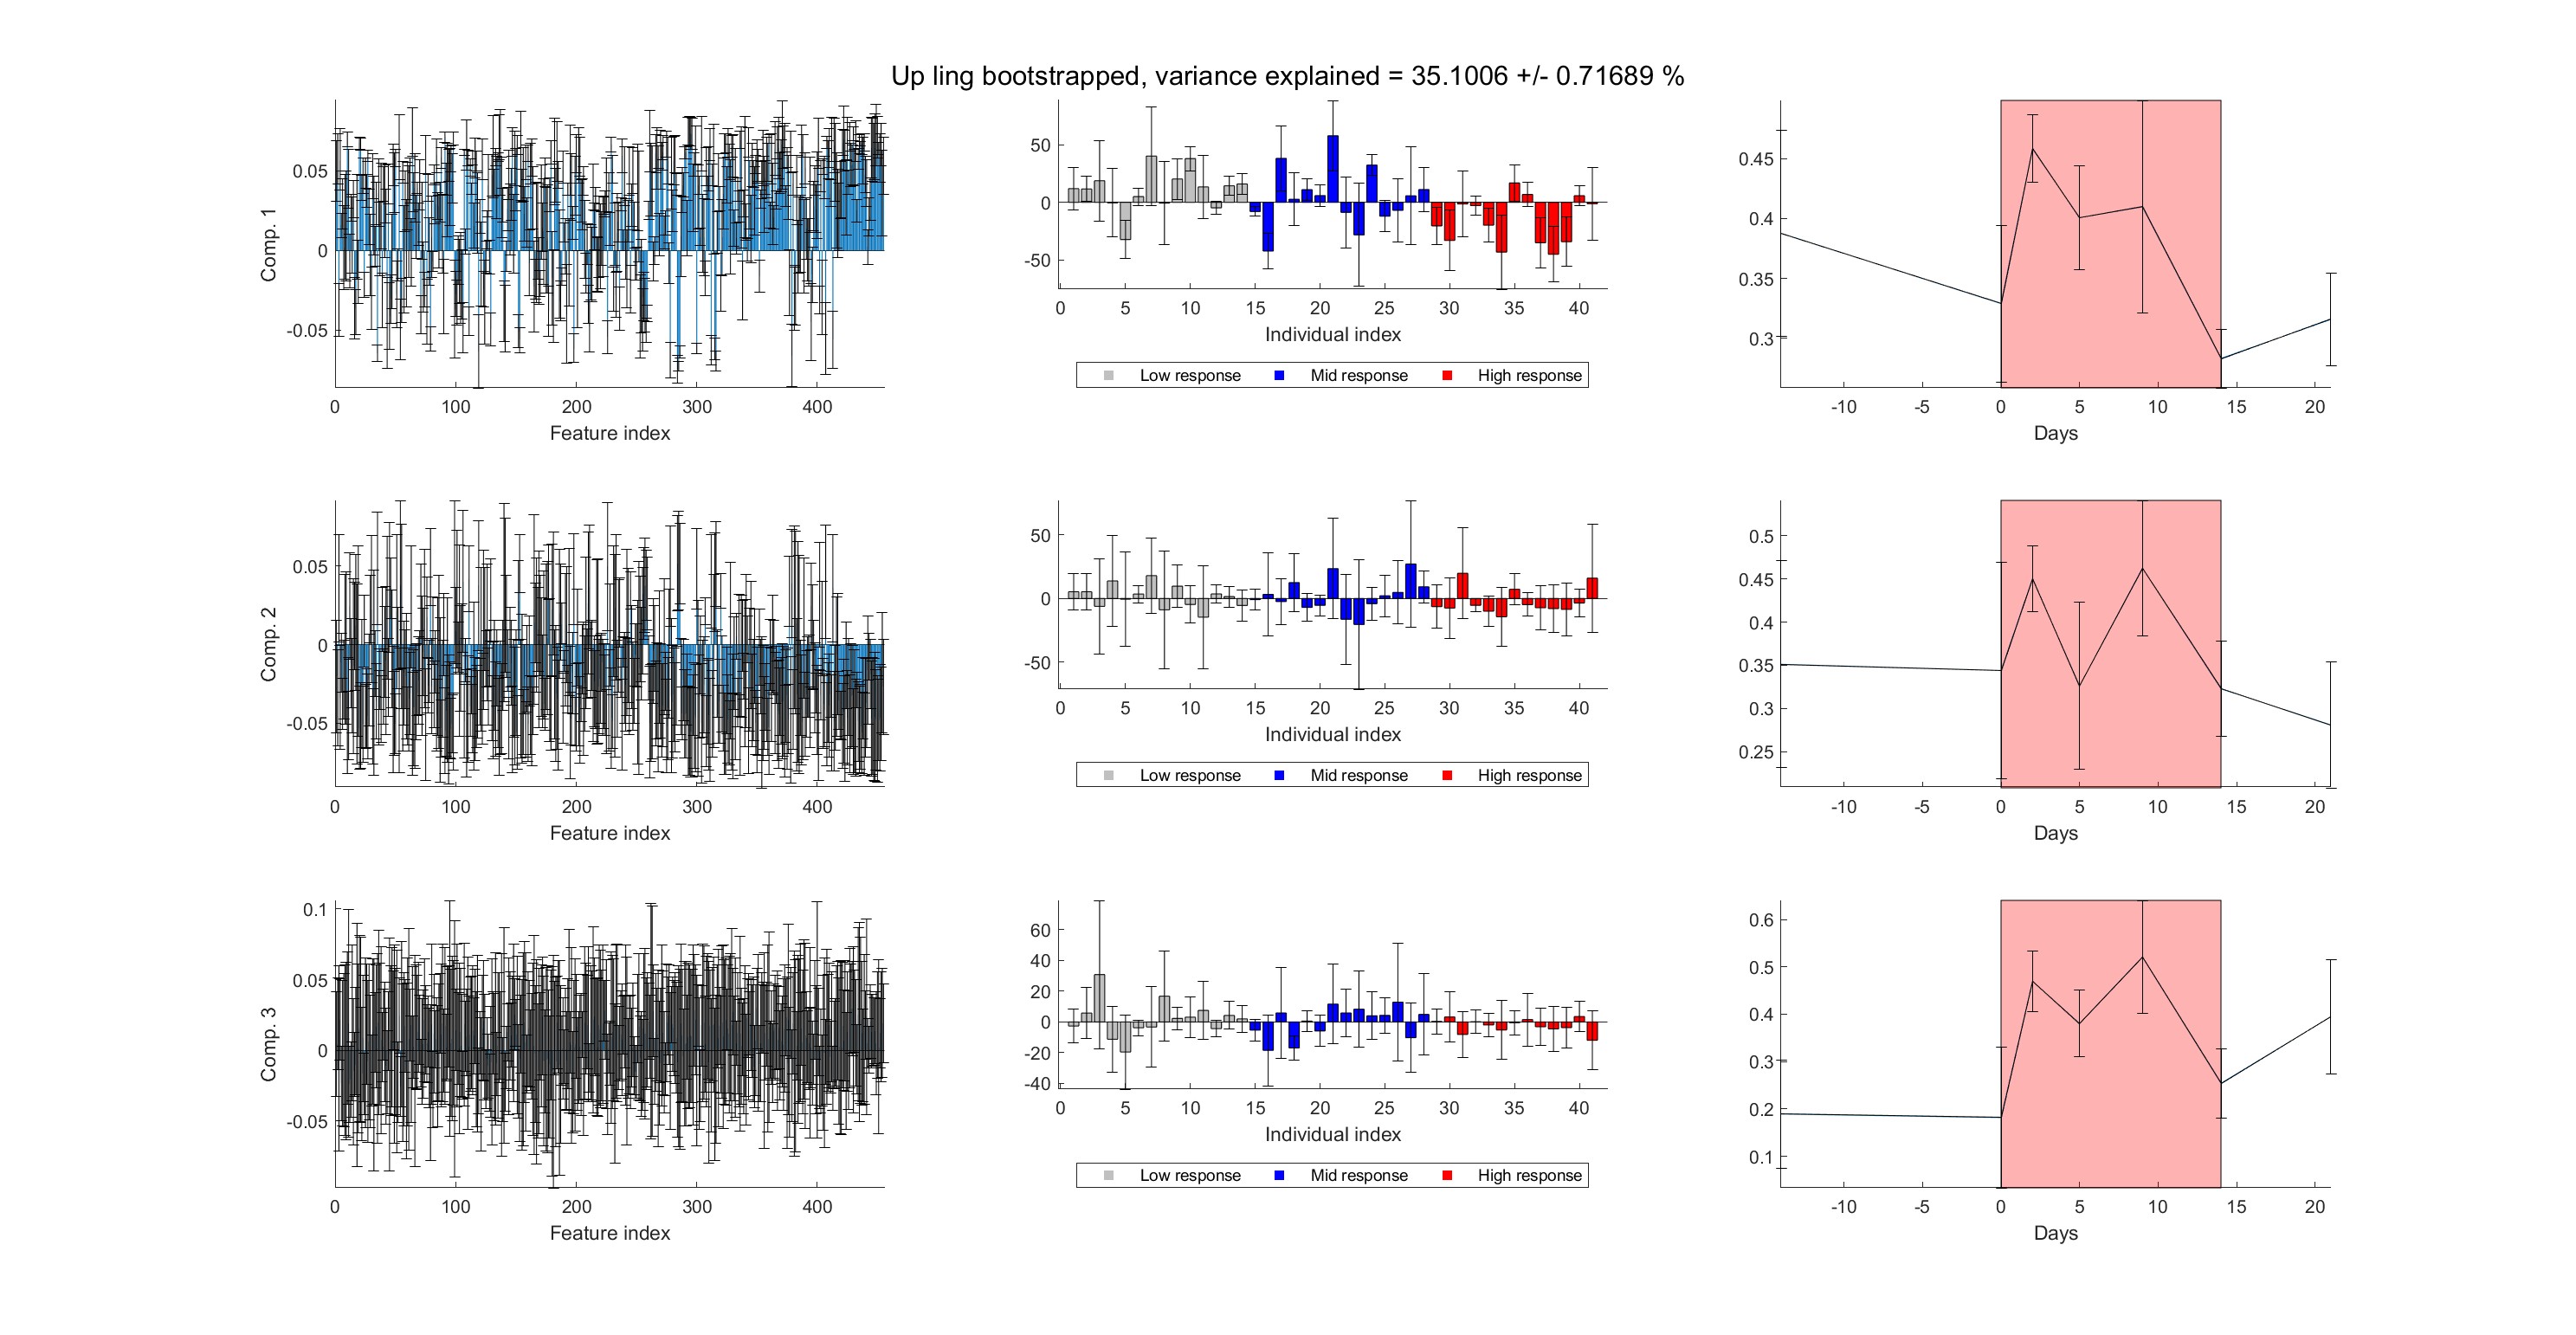 Up ling bootstrapped, variance explained = 35.1006 +/- 0.71689 %
Comp. 1
0.05
0
-0.05
0 100 200 300 400
Feature index
50
0
-50
0 5 10 15 20 25 30 35 40
Individual index
Low response Mid response High response
0.45
0.4
0.35
0.3
-10 -5 0 5 10 15 20
Days
Comp. 2
0.05
0
-0.05
0 100 200 300 400
Feature index
50
0
-50
0 5 10 15 20 25 30 35 40
Individual index
Low response Mid response High response
0.5
0.45
0.4
0.35
0.3
0.25
-10 -5 0 5 10 15 20
Days
Comp. 3
0.1
0.05
0
-0.05
0 100 200 300 400
Feature index
60
40
20
0
-20
-40
0 5 10 15 20 25 30 35 40
Individual index
Low response Mid response High response
0.6
0.5
0.4
0.3
0.2
0.1
-10 -5 0 5 10 15 20
Days